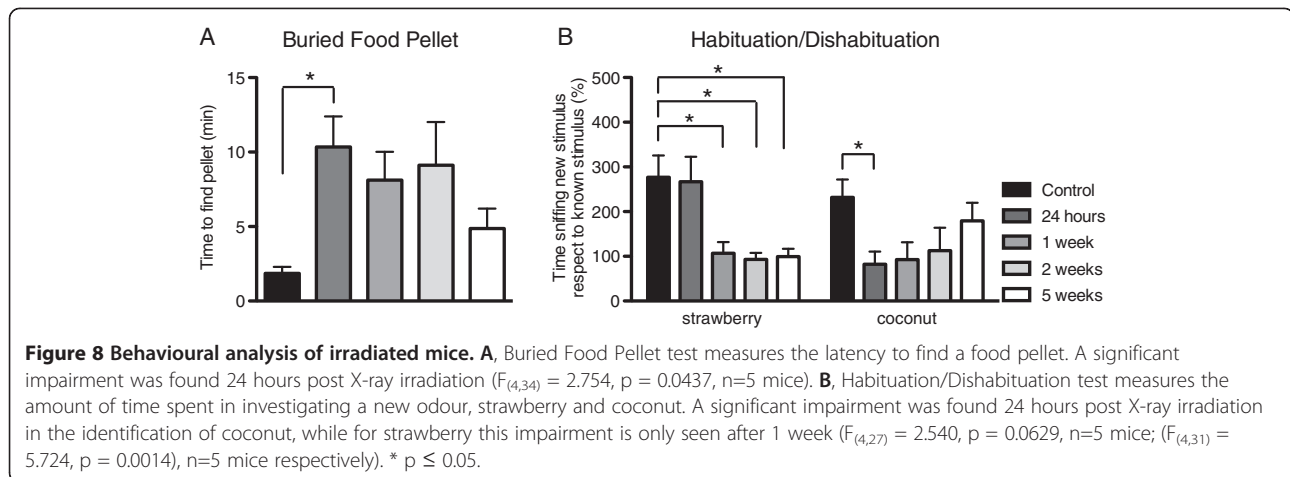 A Buried Food Pellet
Time to find pellet (min)
15
10
5
0
*
B Habituation/Dishabituation
Time sniffing new stimulus
respect to known stimulus (%)
500
400
300
200
100
0
*
*
*
*
strawberry
coconut
Control
24 hours
1 week
2 weeks
5 weeks
Figure 8 Behavioural analysis of irradiated mice. A, Buried Food Pellet test measures the latency to find a food pellet. A significant
impairment was found 24 hours post X-ray irradiation (F(4,34) = 2.754, p = 0.0437, n=5 mice). B, Habituation/Dishabituation test measures the
amount of time spent in investigating a new odour, strawberry and coconut. A significant impairment was found 24 hours post X-ray irradiation
in the identification of coconut, while for strawberry this impairment is only seen after 1 week (F(4,27) = 2.540, p = 0.0629, n=5 mice; (F(4,31) =
5.724, p = 0.0014), n=5 mice respectively). * p ≤ 0.05.